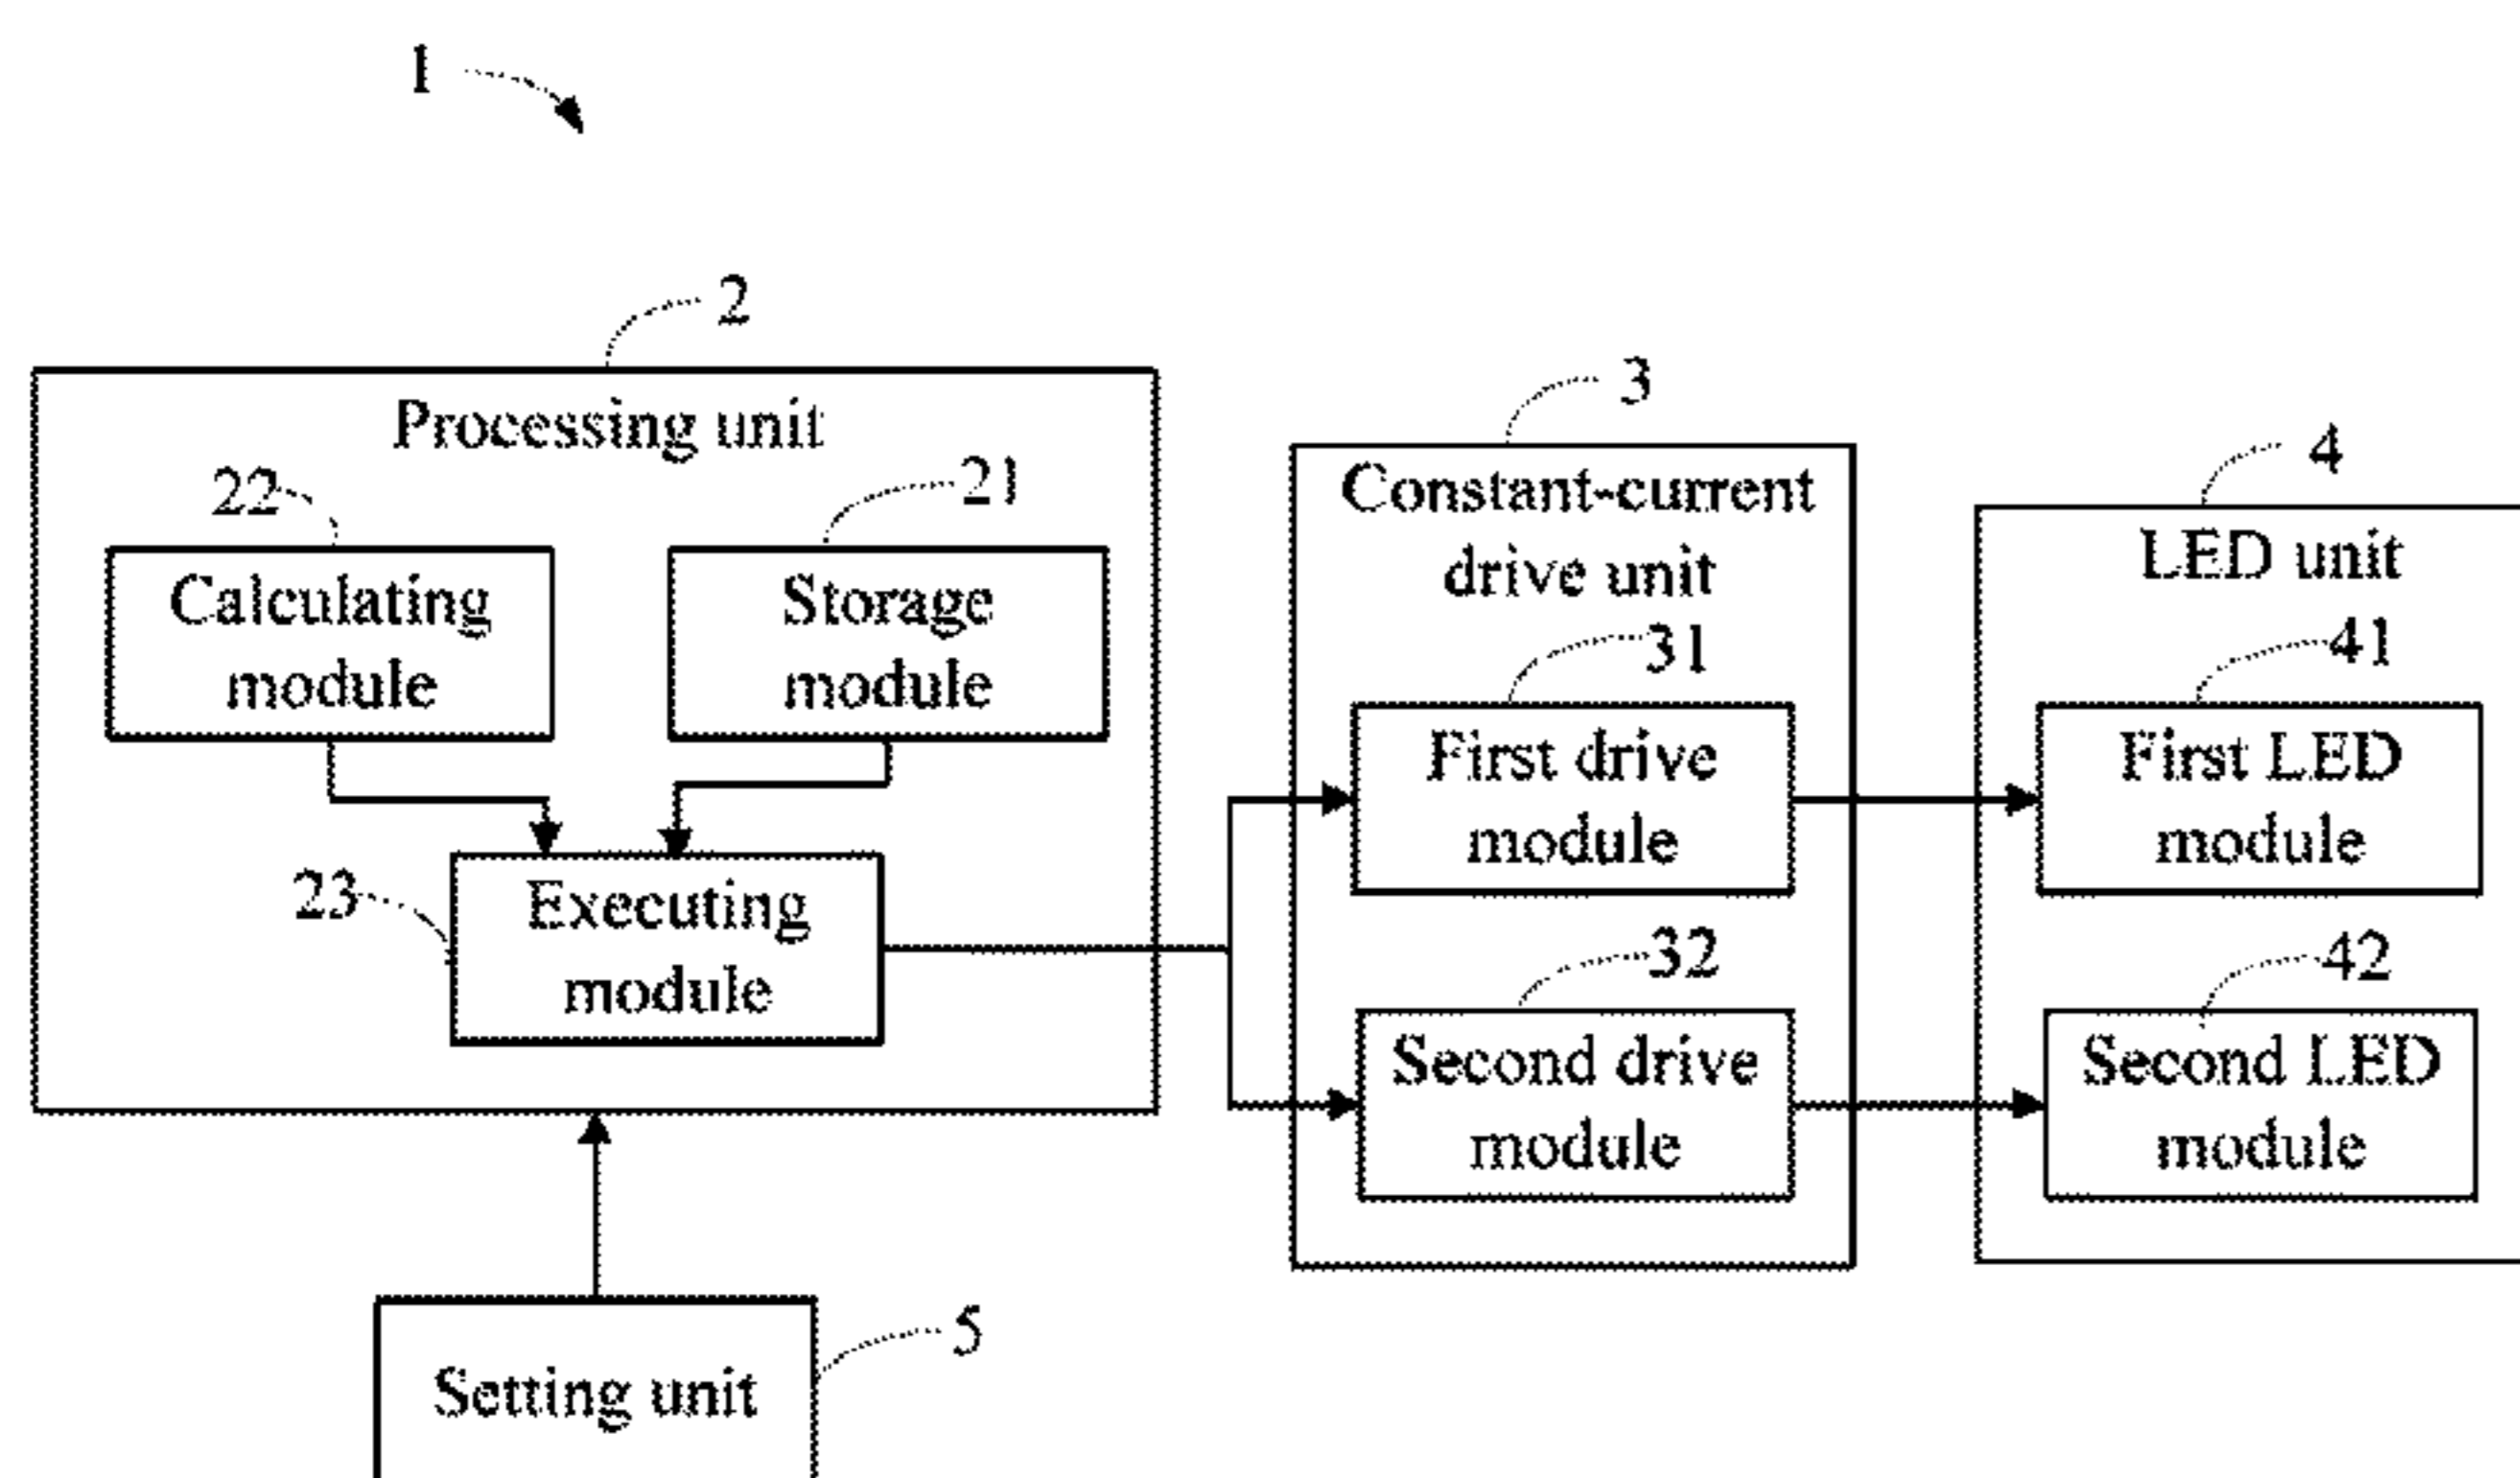 1
2
Processing unit
22
21
Calculating
module
Storage
module
23
Executing
module
3
Constant-current
drive unit
31
First drive
module
32
Second drive
module
4
LED unit
41
First LED
module
42
Second LED
module
5
Setting unit